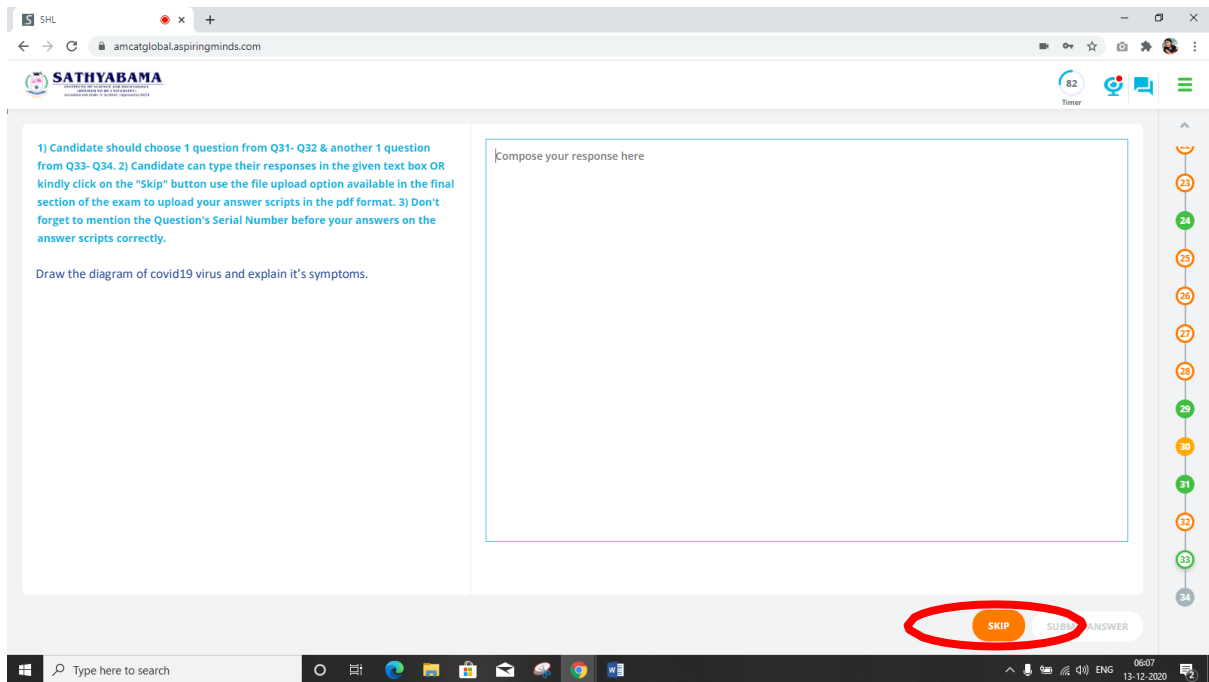 SHL
amcatglobal.aspiringminds.com
SATHYABAMA
82
Timer
1) Candidate should choose 1 question from Q31- Q32 & another 1 question
from Q33- Q34. 2) Candidate can type their responses in the given text box OR
kindly click on the "Skip" button use the file upload option available in the final
section of the exam to upload your answer scripts in the pdf format. 3) Don't
forget to mention the Question's Serial Number before your answers on the
answer scripts correctly.
Draw the diagram of covid19 virus and explain it's symptoms.
Compose your response here
23
24
25
26
27
28
29
30
31
32
33
34
SKIP
ANSWER
Type here to search
ENG
06:07
13-12-2020
2